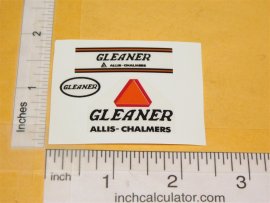 GLEANER
ALLIS-CHALMERS
GLEANER
GLEANER
ALLIS-CHALMERS
Inches
1
2
inch
1
2
3
inchcalculator.com